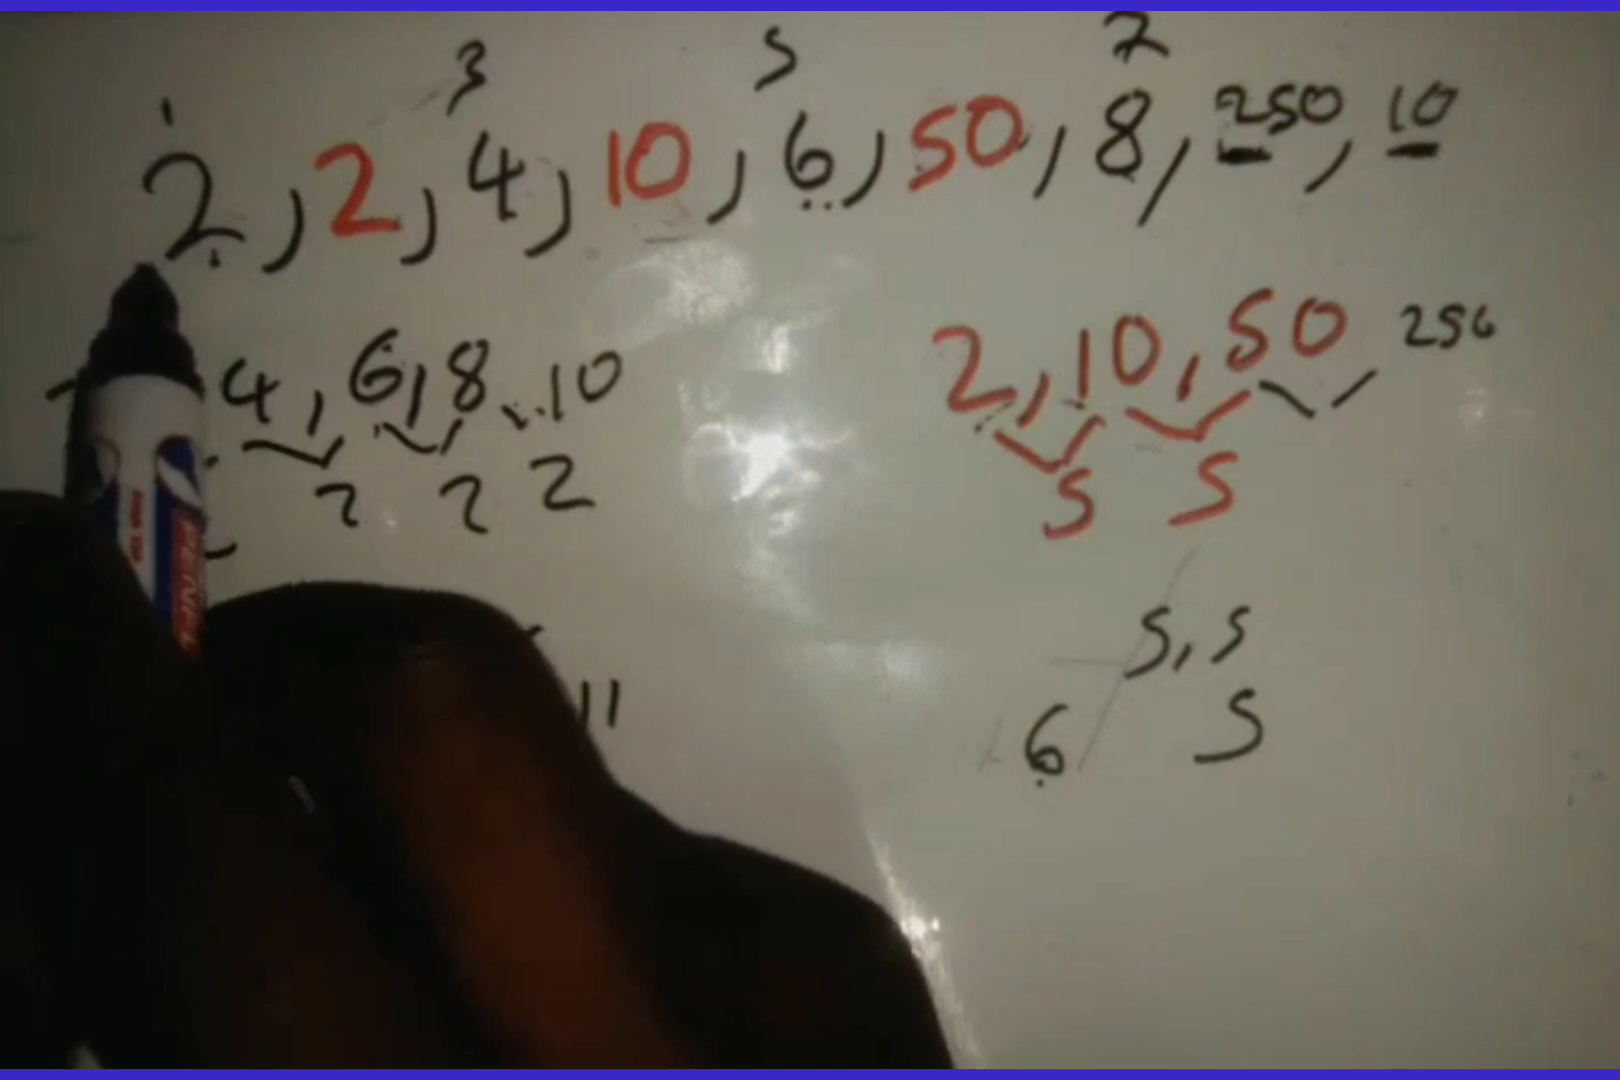 1 3 5 7
2, 2, 4, 10, 6, 50, 8, 250, 10
4, 6, 8, 10
2 2 2
2, 10, 50, 250
5 5
5, 5
6 5
11